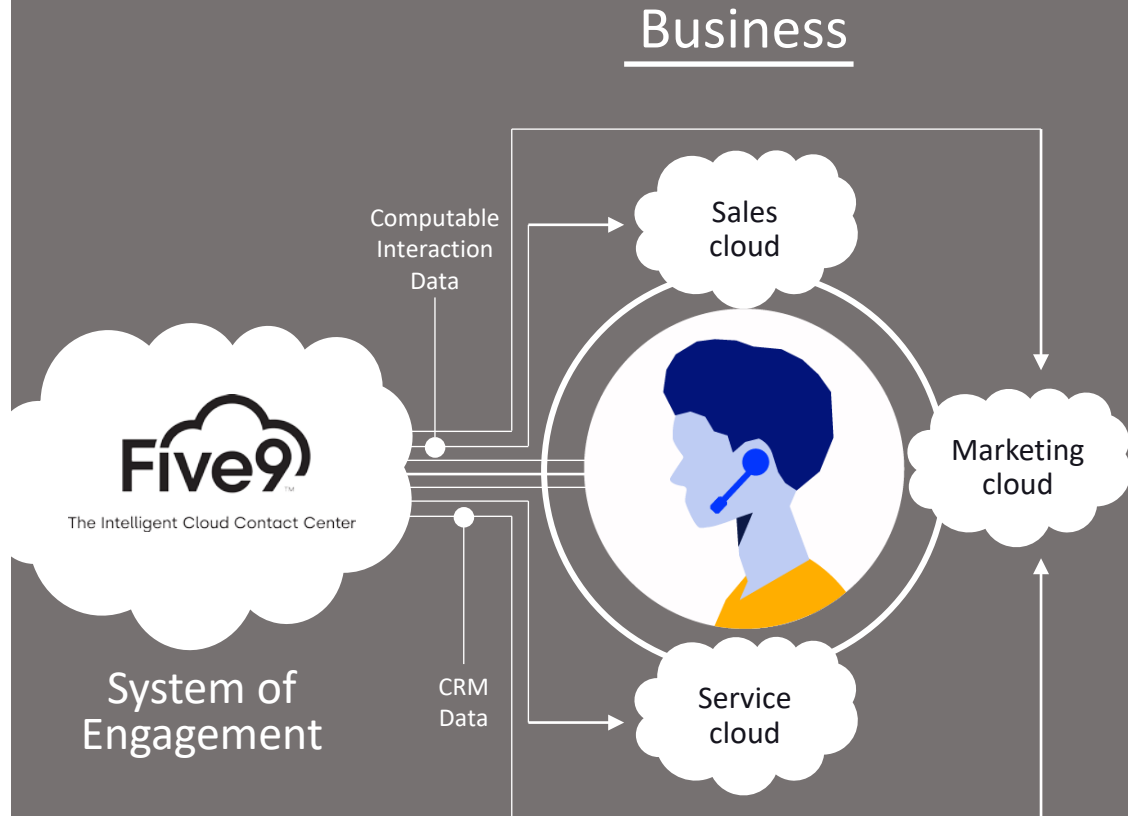 Business
Computable
Interaction
Data
Sales
cloud
Five9
TM
The Intelligent Cloud Contact Center
Marketing
cloud
System of
Engagement
CRM
Data
Service
cloud